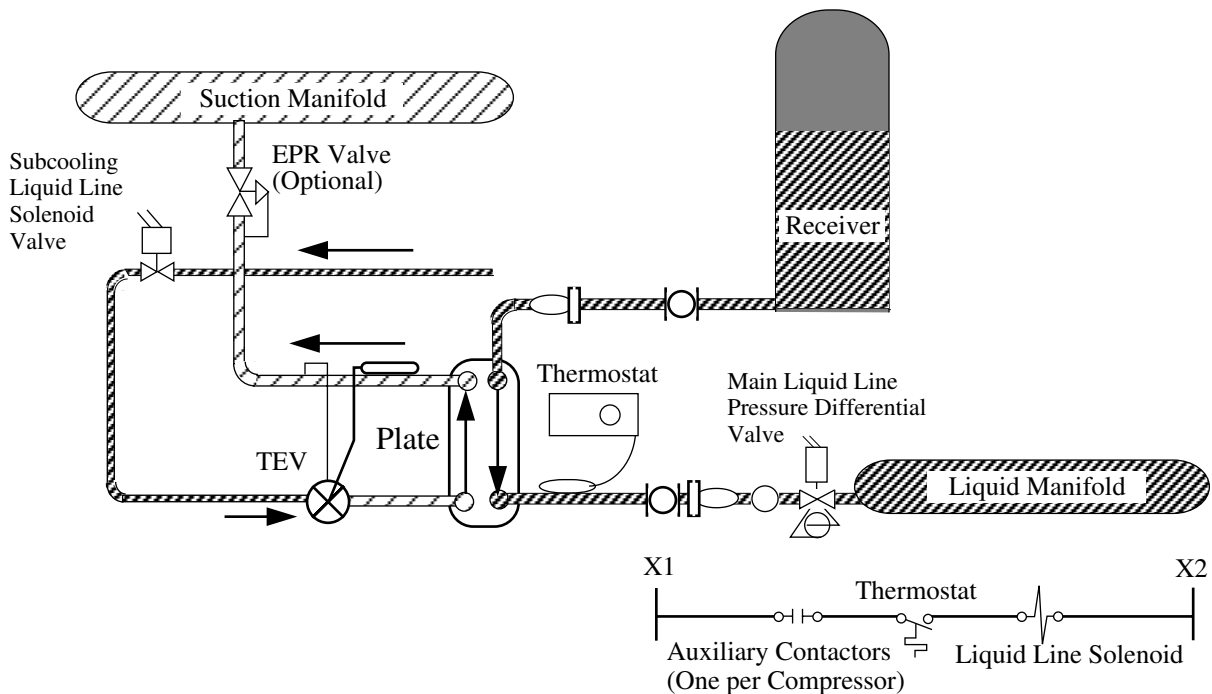 Suction Manifold
Subcooling
Liquid Line
Solenoid
Valve
EPR Valve
(Optional)
Receiver
Thermostat
Main Liquid Line
Pressure Differential
Valve
Plate
TEV
Liquid Manifold
X1
X2
Thermostat
Auxiliary Contactors
(One per Compressor)
Liquid Line Solenoid